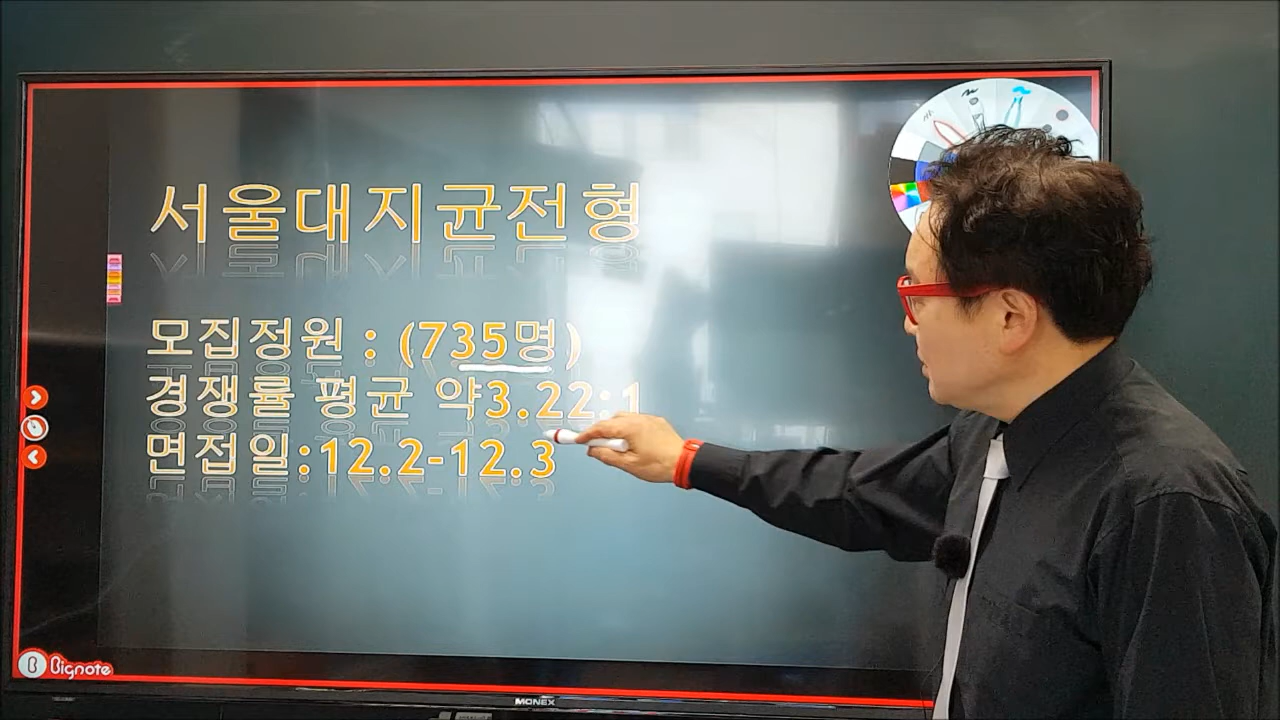 서울대지균전형
모집정원 : (735명)
경쟁률 평균 약3.22:1
면접일:12.2-12.3
Bignote
MONEX